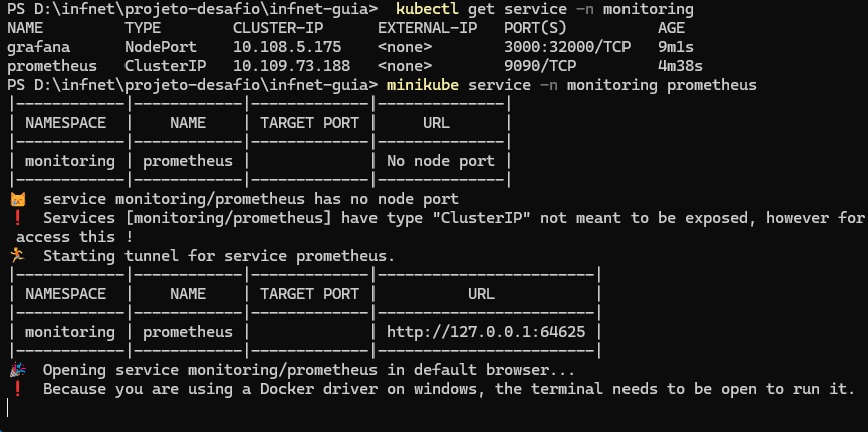 PS D:\infnet\projeto-desafio\infnet-guia>  kubectl get service -n monitoring
NAME         TYPE        CLUSTER-IP      EXTERNAL-IP   PORT(S)          AGE
grafana      NodePort    10.108.5.175    <none>        3000:32000/TCP   9m1s
prometheus   ClusterIP   10.109.73.188   <none>        9090/TCP         4m38s
PS D:\infnet\projeto-desafio\infnet-guia> minikube service -n monitoring prometheus
|------------|------------|-------------|--------------|
| NAMESPACE  |    NAME    | TARGET PORT |     URL      |
|------------|------------|-------------|--------------|
| monitoring | prometheus |             | No node port |
|------------|------------|-------------|--------------|
😿  service monitoring/prometheus has no node port
❗  Services [monitoring/prometheus] have type "ClusterIP" not meant to be exposed, however for
 access this !
🏃  Starting tunnel for service prometheus.
|------------|------------|-------------|------------------------|
| NAMESPACE  |    NAME    | TARGET PORT |          URL           |
|------------|------------|-------------|------------------------|
| monitoring | prometheus |             | http://127.0.0.1:64625 |
|------------|------------|-------------|------------------------|
🎉  Opening service monitoring/prometheus in default browser...
❗  Because you are using a Docker driver on windows, the terminal needs to be open to run it.